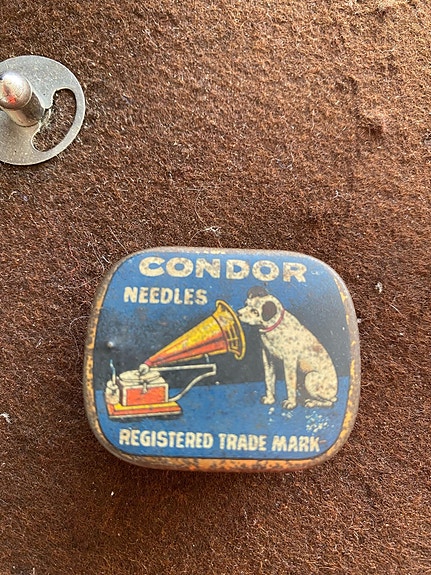 CONDOR
NEEDLES
REGISTERED TRADE MARK